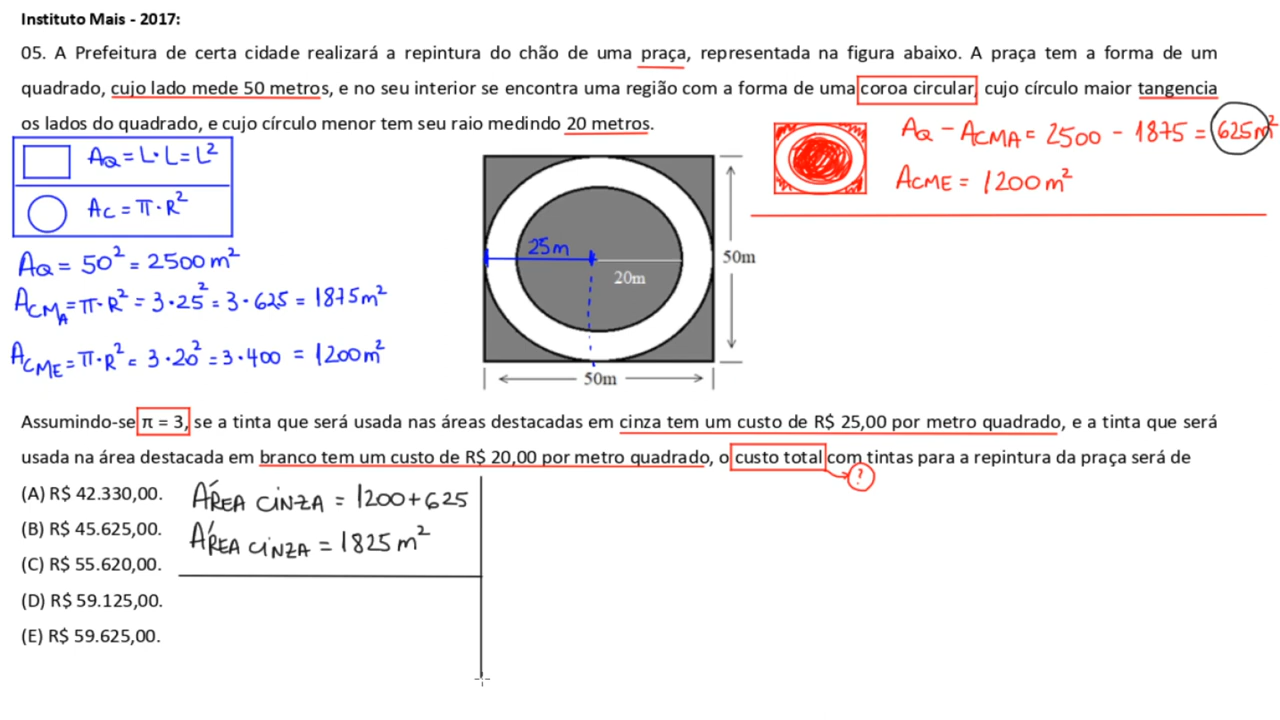 Instituto Mais - 2017:
05. A Prefeitura de certa cidade realizará a repintura do chão de uma praça, representada na figura abaixo. A praça tem a forma de um
quadrado, cujo lado mede 50 metros, e no seu interior se encontra uma região com a forma de uma coroa circular, cujo círculo maior tangencia
os lados do quadrado, e cujo círculo menor tem seu raio medindo 20 metros.
AQ = L·L = L²
AC = π·R²
AQ = 50² = 2500 m²
ACMA = π·R² = 3·25² = 3·625 = 1875 m²
ACME = π·R² = 3·20² = 3·400 = 1200 m²
25m
20m
50m
50m
AQ - ACMA = 2500 - 1875 = 625 m²
ACME = 1200 m²
Assumindo-se π = 3, se a tinta que será usada nas áreas destacadas em cinza tem um custo de R$ 25,00 por metro quadrado, e a tinta que será
usada na área destacada em branco tem um custo de R$ 20,00 por metro quadrado, o custo total com tintas para a repintura da praça será de
?
(A) R$ 42.330,00.
(B) R$ 45.625,00.
(C) R$ 55.620,00.
(D) R$ 59.125,00.
(E) R$ 59.625,00.
ÁREA CINZA = 1200 + 625
ÁREA CINZA = 1825 m²